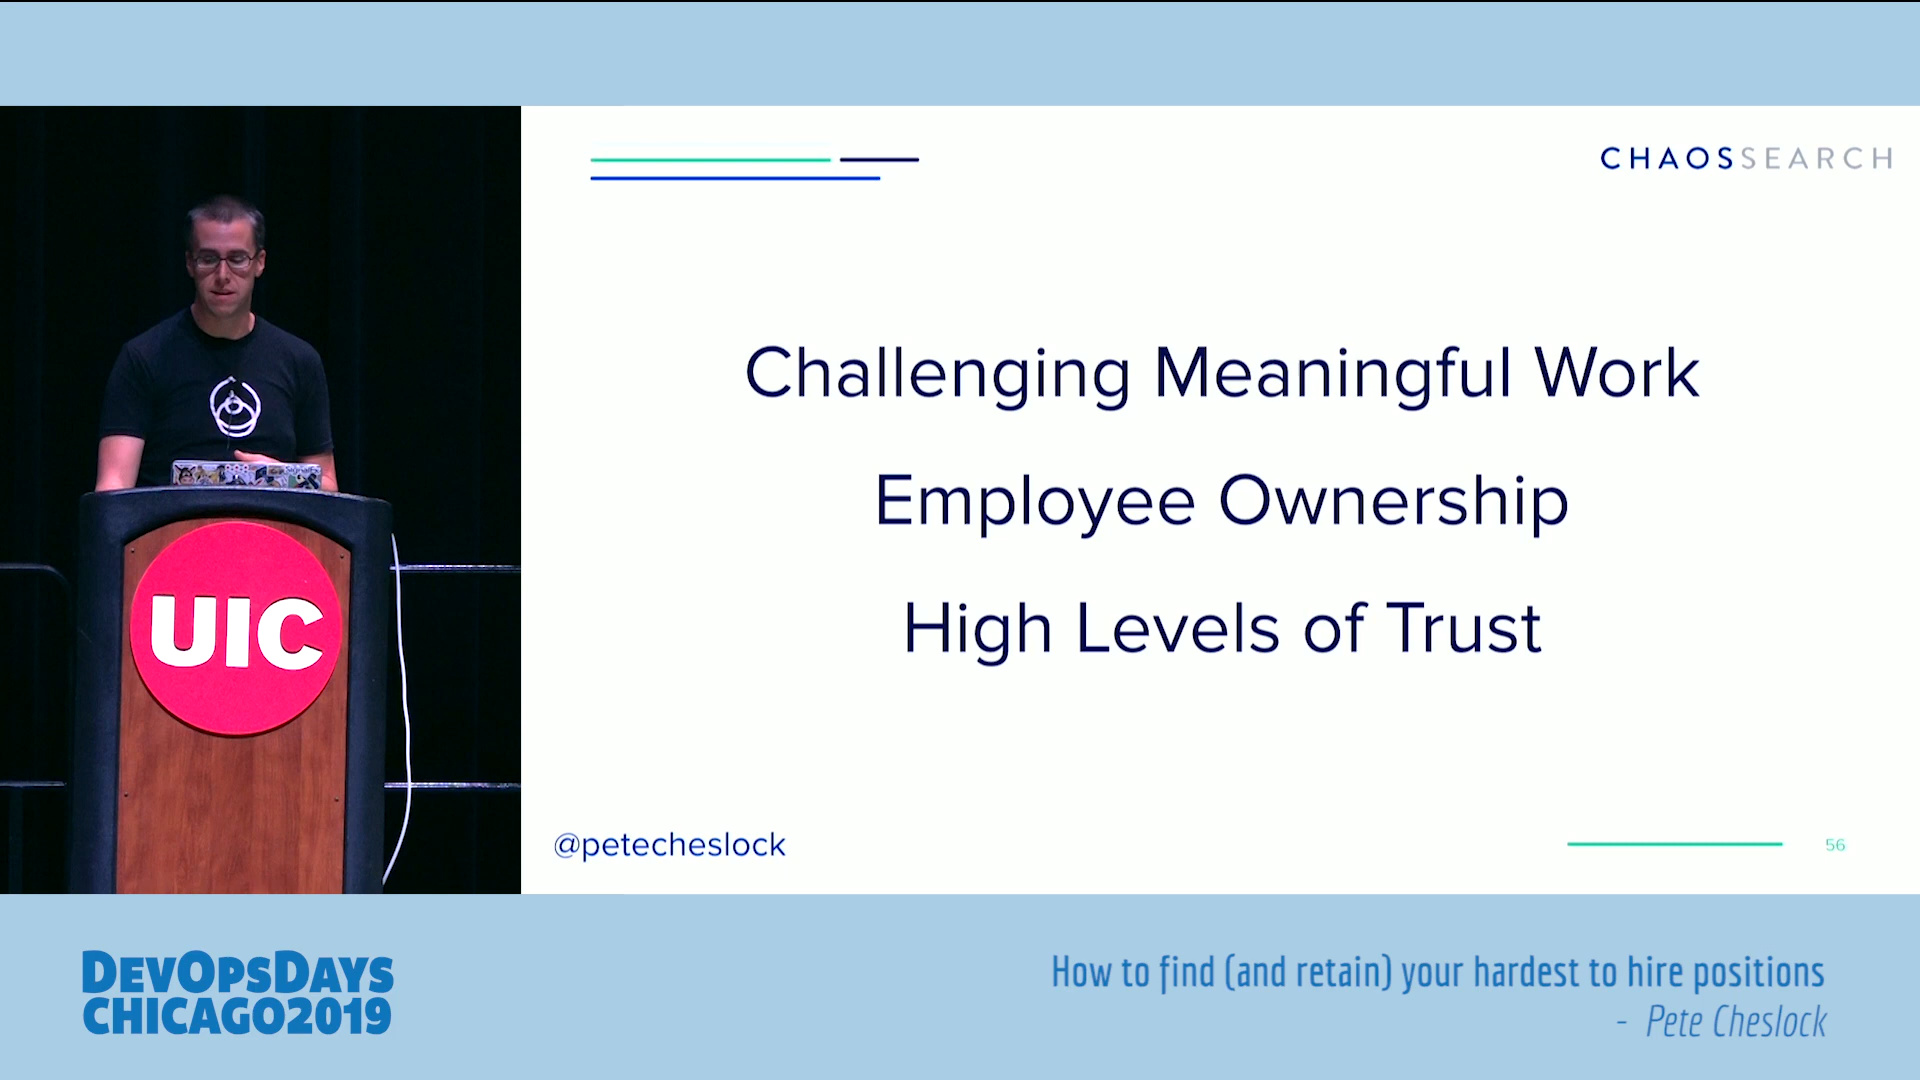 CHAOSSEARCH
Challenging Meaningful Work
Employee Ownership
High Levels of Trust
@petecheslock
56
UIC
DEVOPSDAYS
CHICAGO2019
How to find (and retain) your hardest to hire positions
- Pete Cheslock